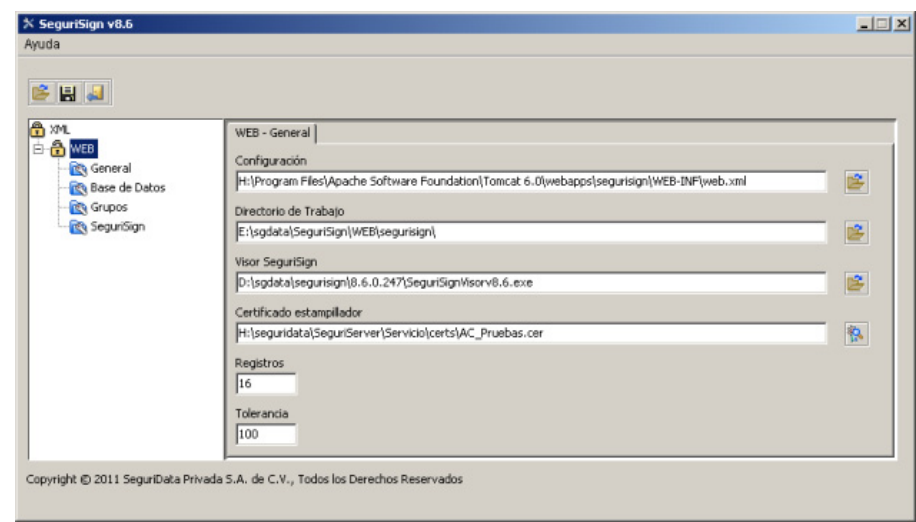 SeguriSign v8.6
Ayuda
XML
WEB
General
Base de Datos
Grupos
SeguriSign
WEB - General
Configuración
H:\Program Files\Apache Software Foundation\Tomcat 6.0\webapps\segurisign\WEB-INF\web.xml
Directorio de Trabajo
E:\sgdata\SeguriSign\WEB\segurisign\
Visor SeguriSign
D:\sgdata\segurisign\8.6.0.247\SeguriSignVisorv8.6.exe
Certificado estampillador
H:\seguridata\SeguriServer\Servicio\certs\AC_Pruebas.cer
Registros
16
Tolerancia
100
Copyright © 2011 SeguriData Privada S.A. de C.V., Todos los Derechos Reservados